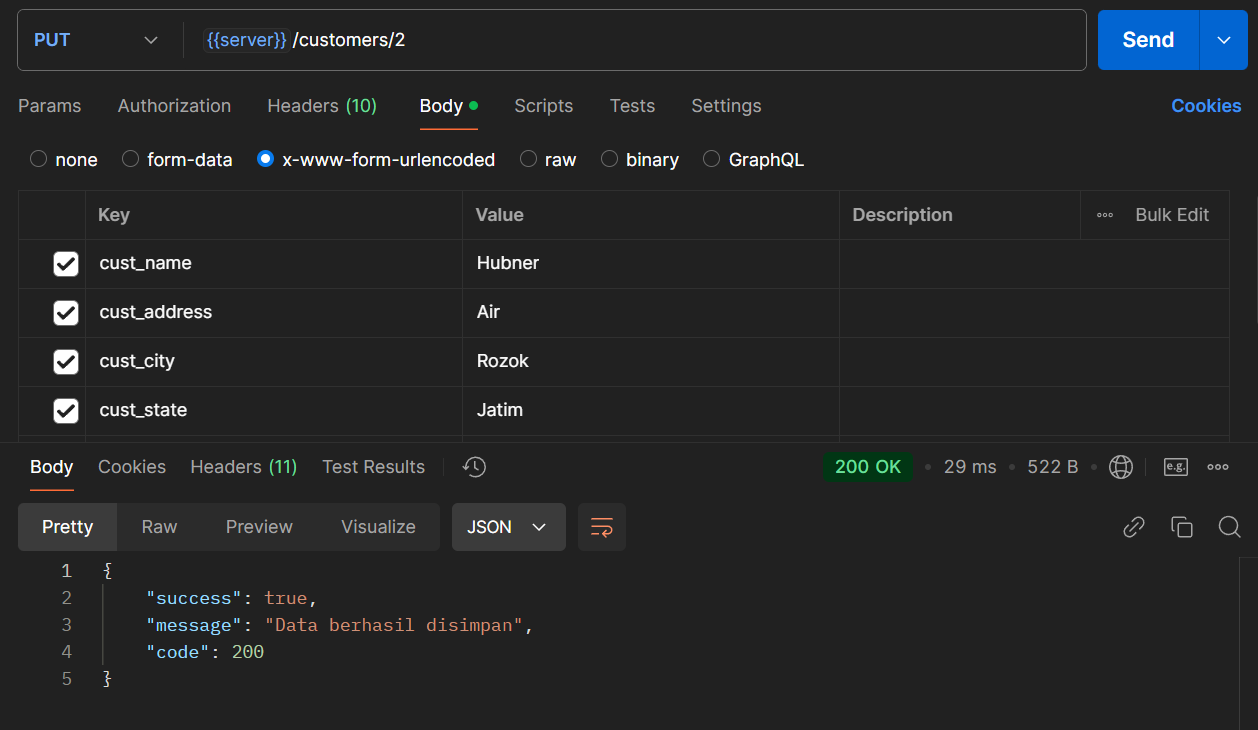 PUT {{server}} /customers/2 Send
Params Authorization Headers (10) Body Scripts Tests Settings Cookies
none form-data x-www-form-urlencoded raw binary GraphQL
Key Value Description Bulk Edit
cust_name Hubner
cust_address Air
cust_city Rozok
cust_state Jatim
Body Cookies Headers (11) Test Results 200 OK 29 ms 522 B e.g.
Pretty Raw Preview Visualize JSON
1 {
2 "success": true,
3 "message": "Data berhasil disimpan",
4 "code": 200
5 }